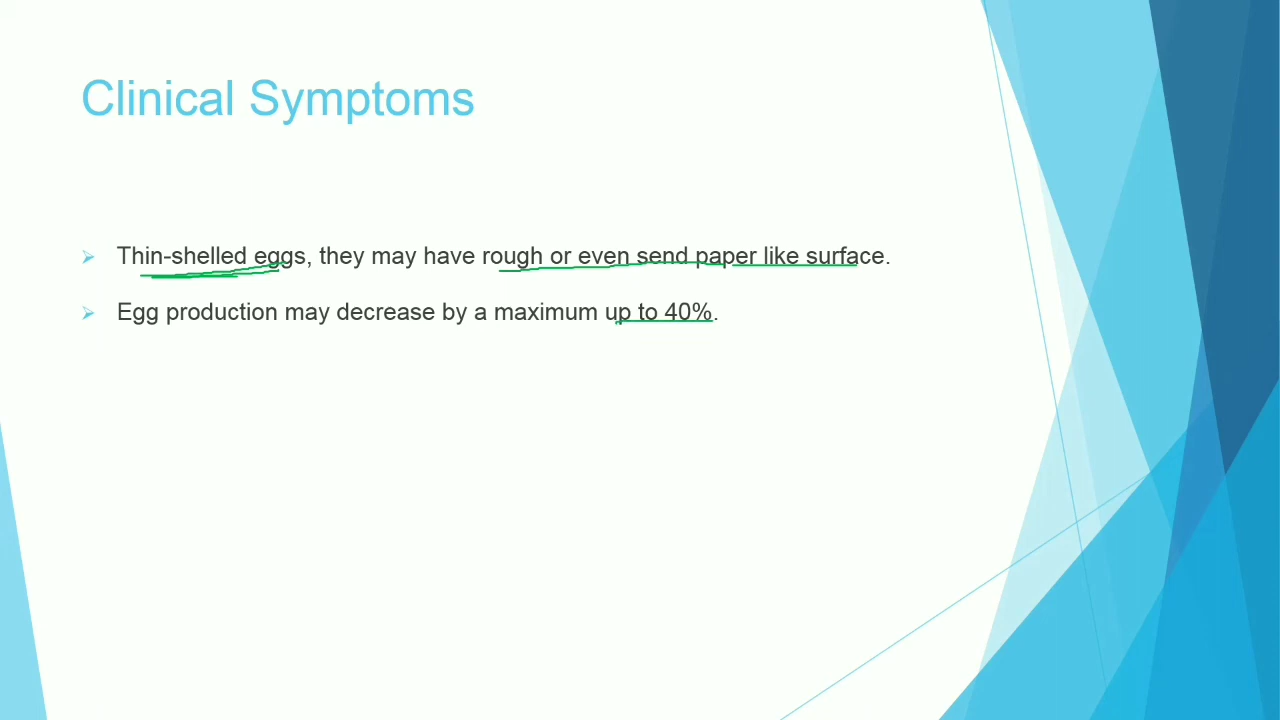 Clinical Symptoms
Thin-shelled eggs, they may have rough or even send paper like surface.
Egg production may decrease by a maximum up to 40%.